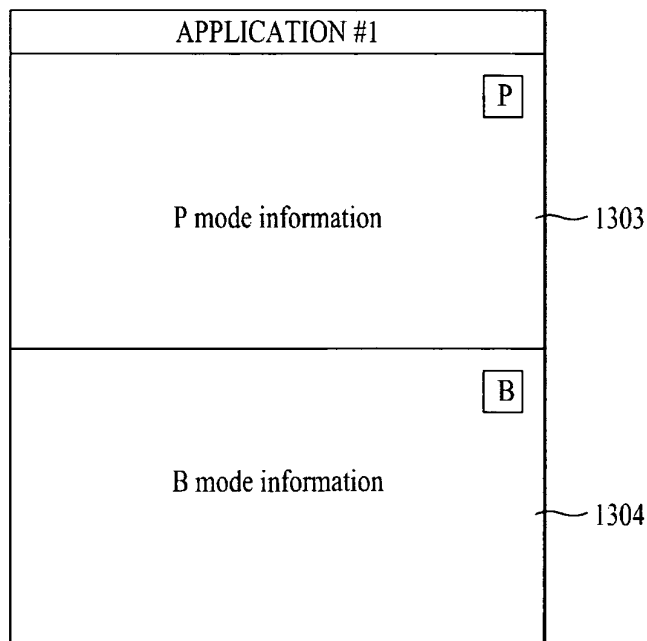 APPLICATION #1
P
P mode information
1303
B
B mode information
1304